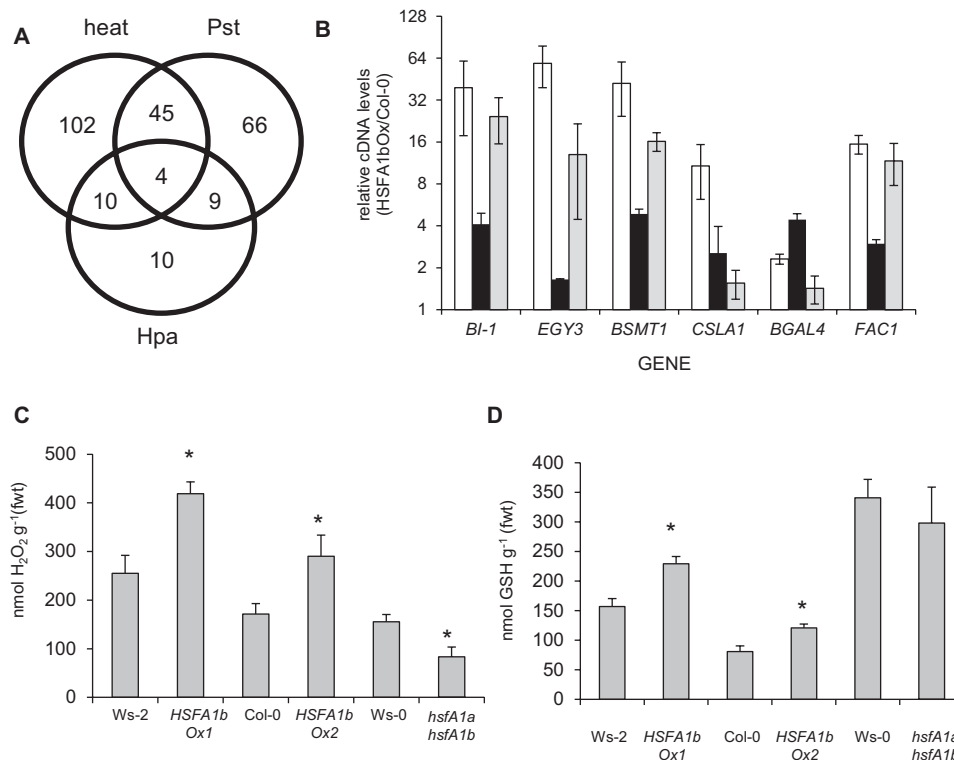 A
heat
Pst
102
45
66
4
10
9
10
Hpa
B
relative cDNA levels
(HSFA1bOx/Col-0)
128
64
32
16
8
4
2
1
BI-1 EGY3 BSMT1 CSLA1 BGAL4 FAC1
GENE
C
nmol H₂O₂ g⁻¹(fwt)
500
400
300
200
100
0
*
*
*
Ws-2 HSFA1b Col-0 HSFA1b Ws-0 hsfA1a
Ox1 Ox2 hsfA1b
D
nmol GSH g⁻¹ (fwt)
400
350
300
250
200
150
100
50
0
*
*
Ws-2 HSFA1b Col-0 HSFA1b Ws-0 hsfA1a
Ox1 Ox2 hsfA1b